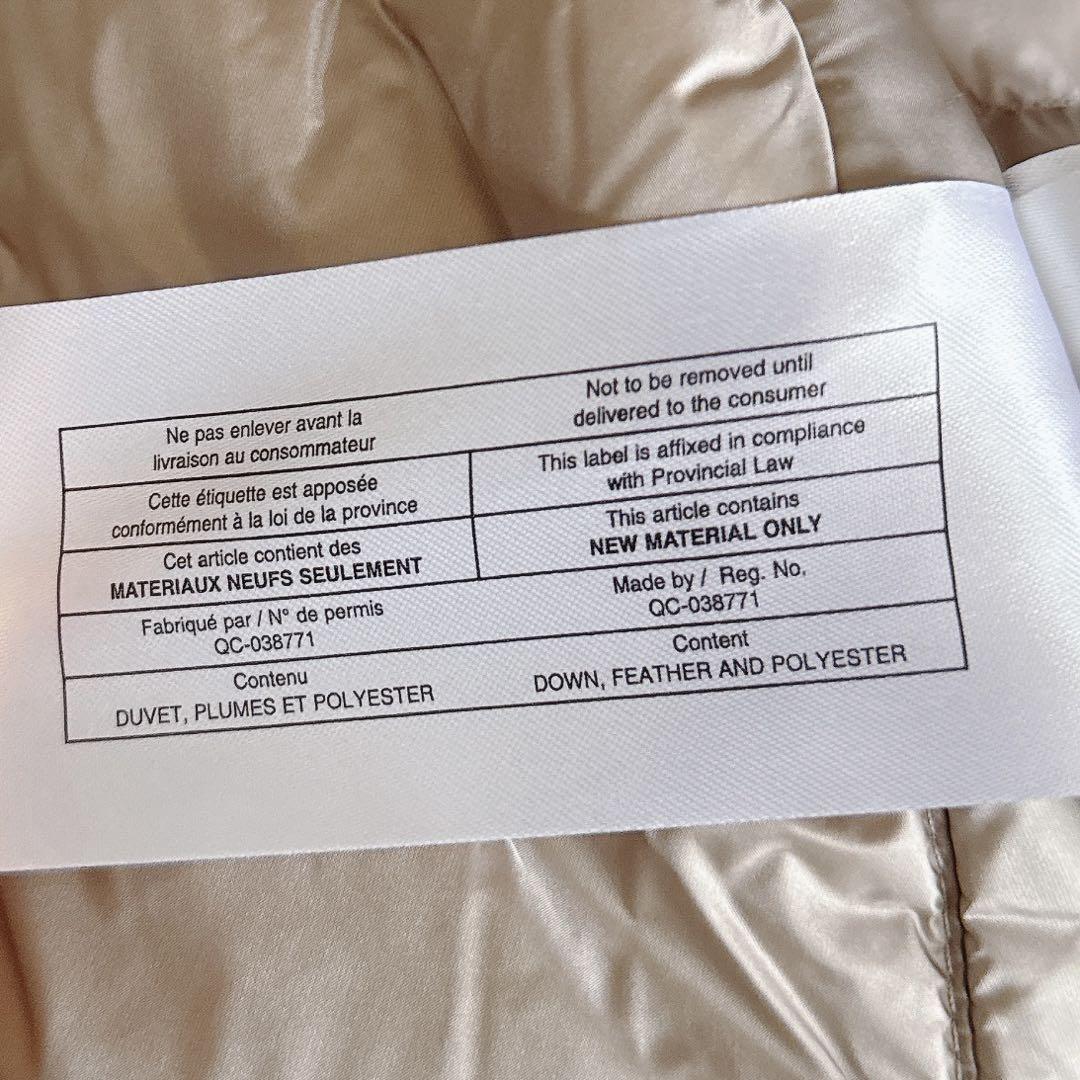 Ne pas enlever avant la
livraison au consommateur
Not to be removed until
delivered to the consumer
Cette étiquette est apposée
conformément à la loi de la province
This label is affixed in compliance
with Provincial Law
Cet article contient des
MATERIAUX NEUFS SEULEMENT
This article contains
NEW MATERIAL ONLY
Fabriqué par / N° de permis
QC-038771
Made by / Reg. No.
QC-038771
Contenu
DUVET, PLUMES ET POLYESTER
Content
DOWN, FEATHER AND POLYESTER